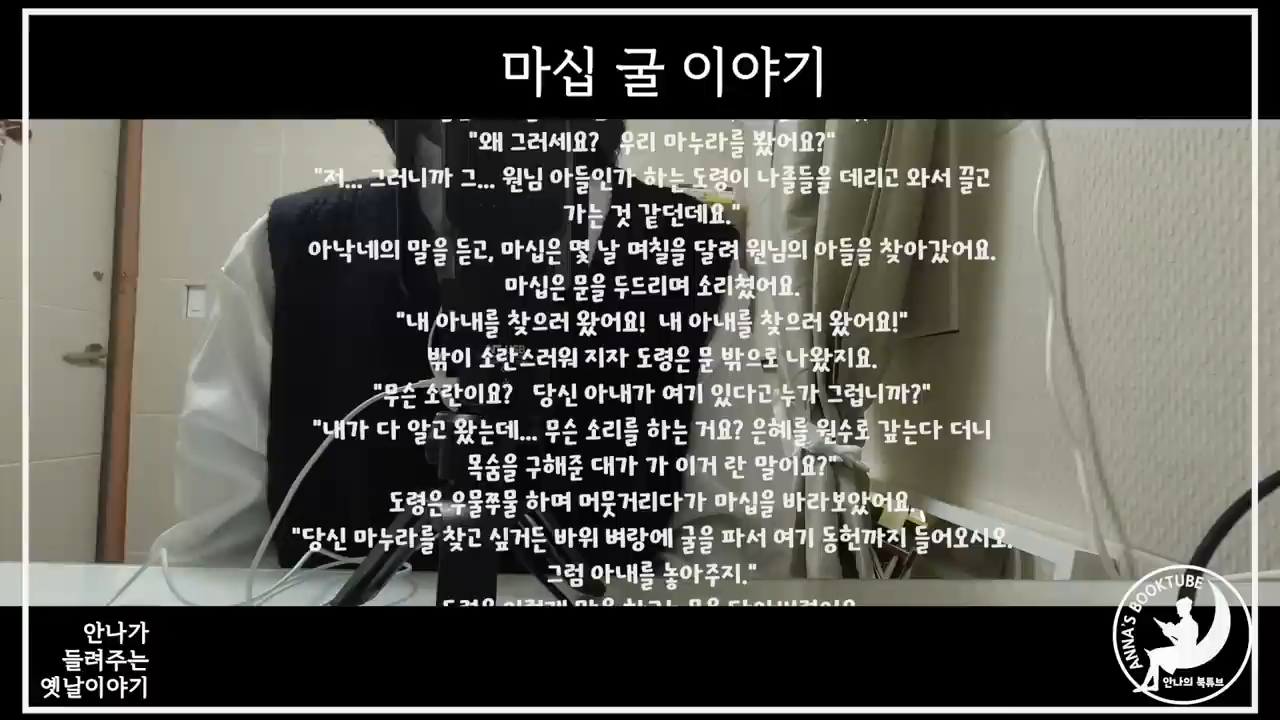 마십 굴 이야기
"왜 그러세요? 우리 마누라를 봤어요?"
"저... 그러니까 그... 원님 아들인가 하는 도령이 나졸들을 데리고 와서 끌고
가는 것 같던데요."
아낙네의 말을 듣고, 마십은 몇 날 며칠을 달려 원님의 아들을 찾아갔어요.
마십은 문을 두드리며 소리쳤어요.
"내 아내를 찾으러 왔어요! 내 아내를 찾으러 왔어요!"
밖이 소란스러워 지자 도령은 문 밖으로 나왔지요.
"무슨 소란이요? 당신 아내가 여기 있다고 누가 그럽니까?"
"내가 다 알고 왔는데... 무슨 소리를 하는 거요? 은혜를 원수로 갚는다 더니
목숨을 구해준 대가 가 이거 란 말이요?"
도령은 우물쭈물 하며 머뭇거리다가 마십을 바라보았어요.
"당신 마누라를 찾고 싶거든 바위 벼랑에 굴을 파서 여기 동헌까지 들어오시오.
그럼 아내를 놓아주지."
안나가
들려주는
옛날이야기
ANNA'S BOOKTUBE
안나의 북튜브